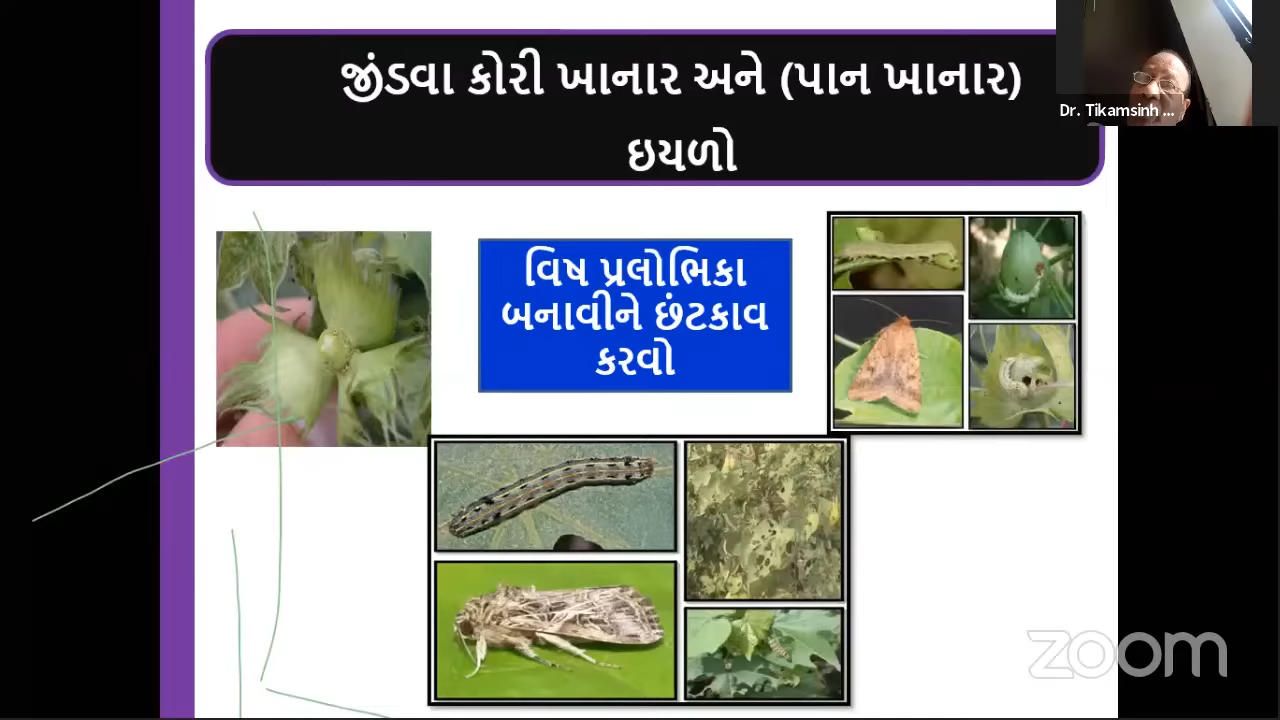 જીંડવા કોરી ખાનાર અને (પાન ખાનાર)
ઇયળો
Dr. Tikamsinh ...
વિષ પ્રલોભિકા
બનાવીને છંટકાવ
કરવો
zoom